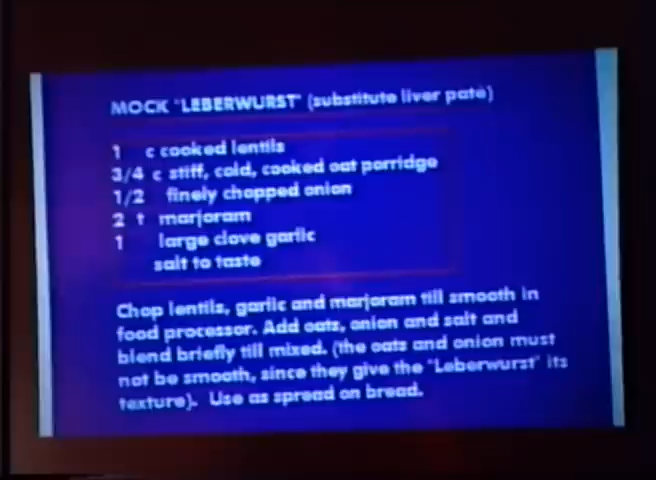 MOCK "LEBERWURST" (substitute liver pate)
1 c cooked lentils
3/4 c stiff, cold, cooked oat porridge
1/2 finely chopped onion
2 t marjoram
1 large clove garlic
salt to taste
Chop lentils, garlic and marjoram till smooth in
food processor. Add oats, onion and salt and
blend briefly till mixed. (the oats and onion must
not be smooth, since they give the "Leberwurst" its
texture). Use as spread on bread.